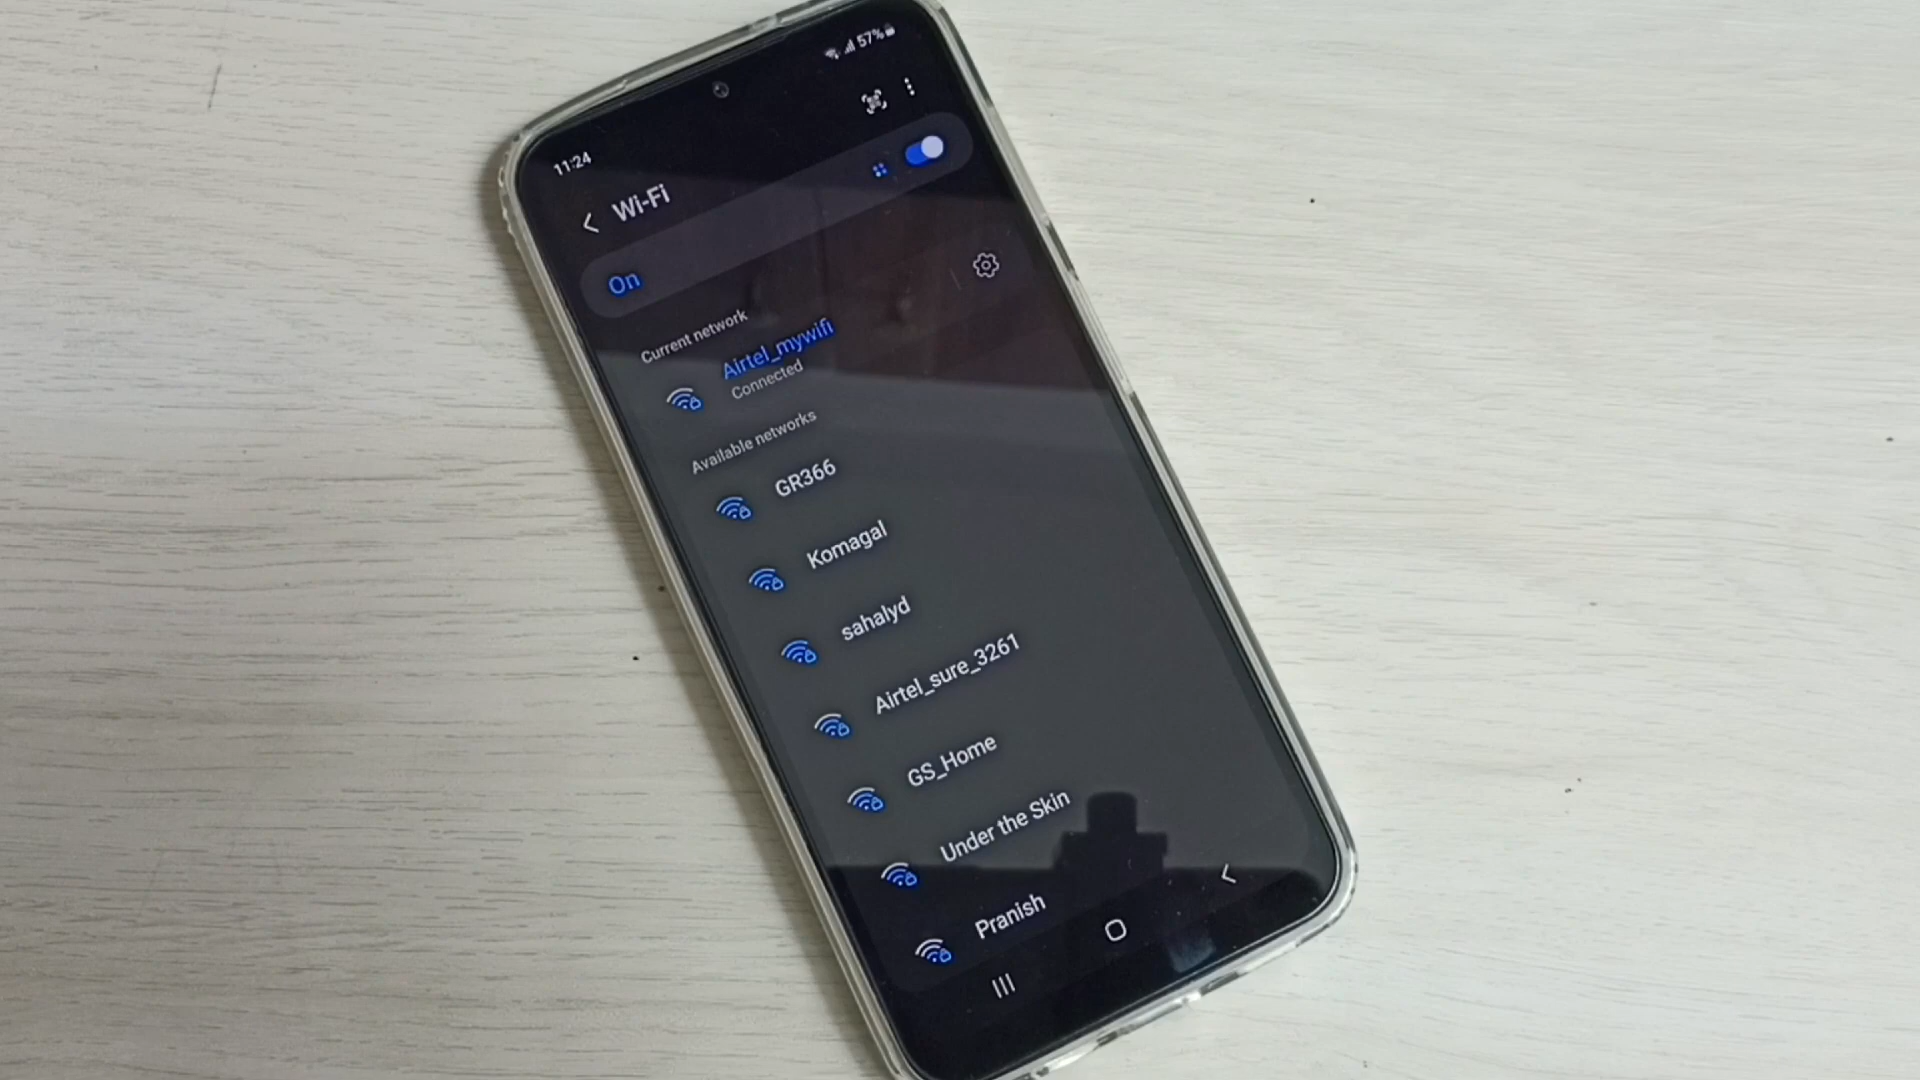 11:24
57%
Wi-Fi
On
Current network
Airtel_mywifi
Connected
Available networks
GR366
Komagal
sahalyd
Airtel_sure_3261
GS_Home
Under the Skin
Pranish